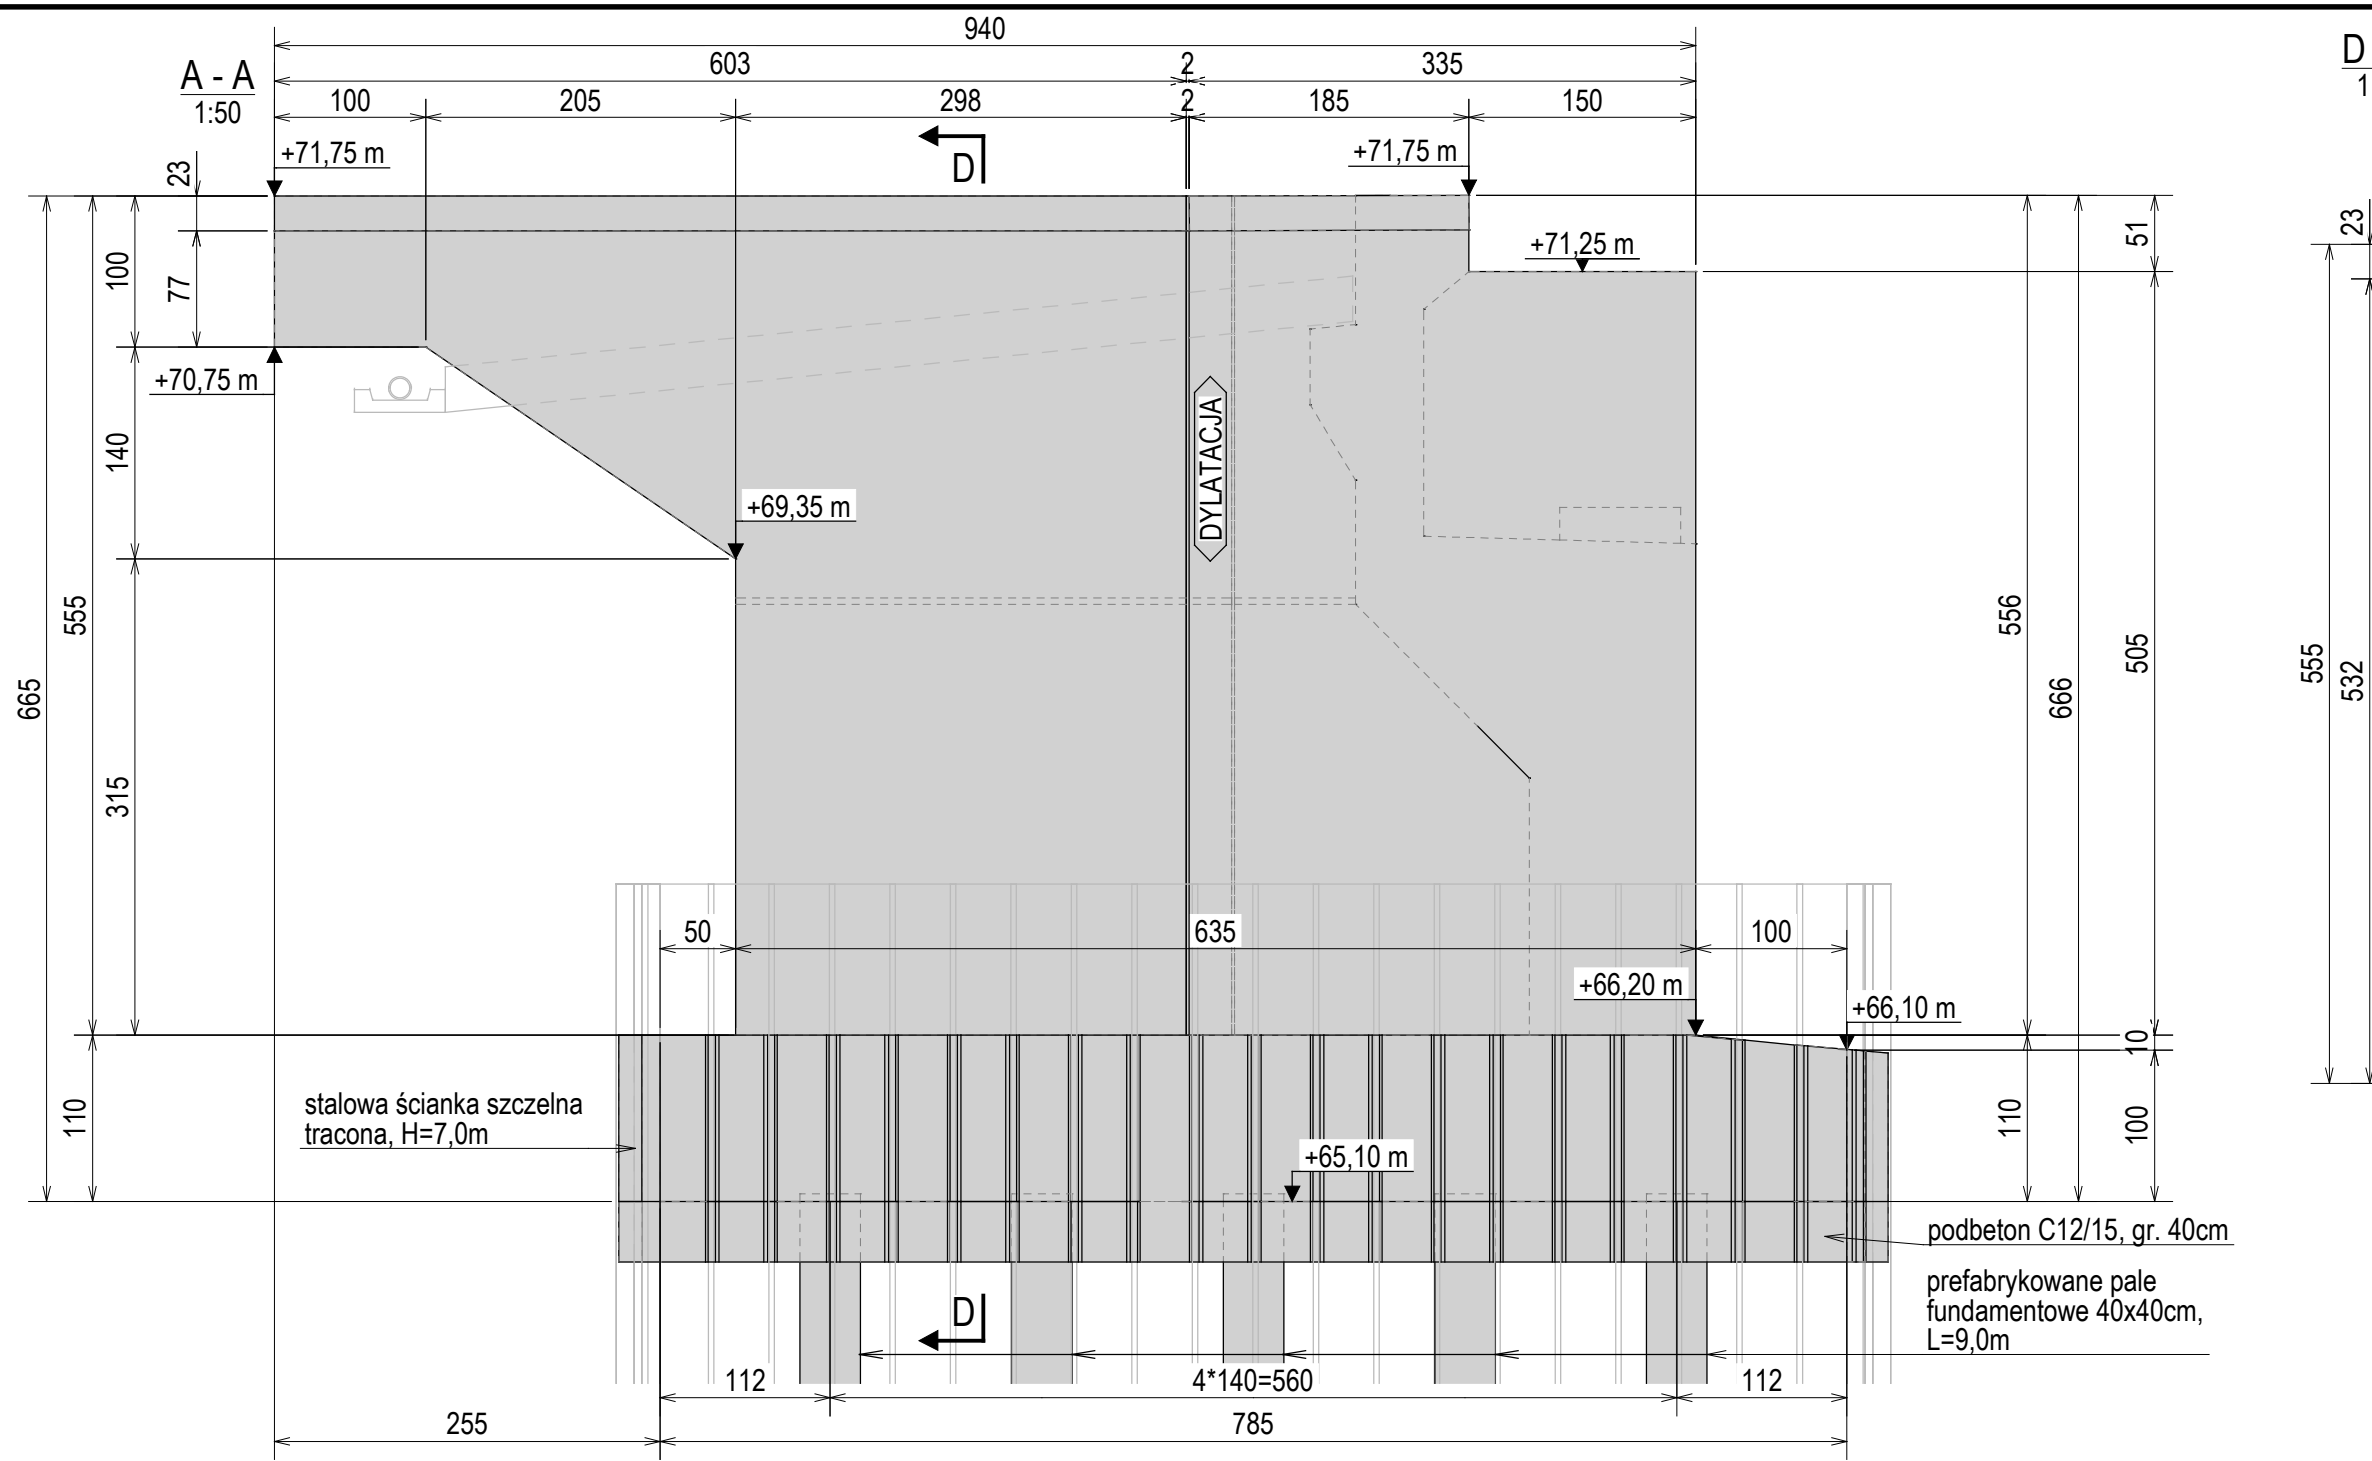 940
D
603
2
335
A - A
1:50
1
100
205
298
2
185
150
+71,75 m
D
+71,75 m
23
23
+71,25 m
51
100
77
+70,75 m
140
DYLATACJA
+69,35 m
555
556
505
555
532
665
666
315
50
635
100
+66,20 m
+66,10 m
10
stalowa ścianka szczelna
tracona, H=7,0m
110
+65,10 m
110
100
podbeton C12/15, gr. 40cm
prefabrykowane pale
fundamentowe 40x40cm,
L=9,0m
D
112
4*140=560
112
255
785